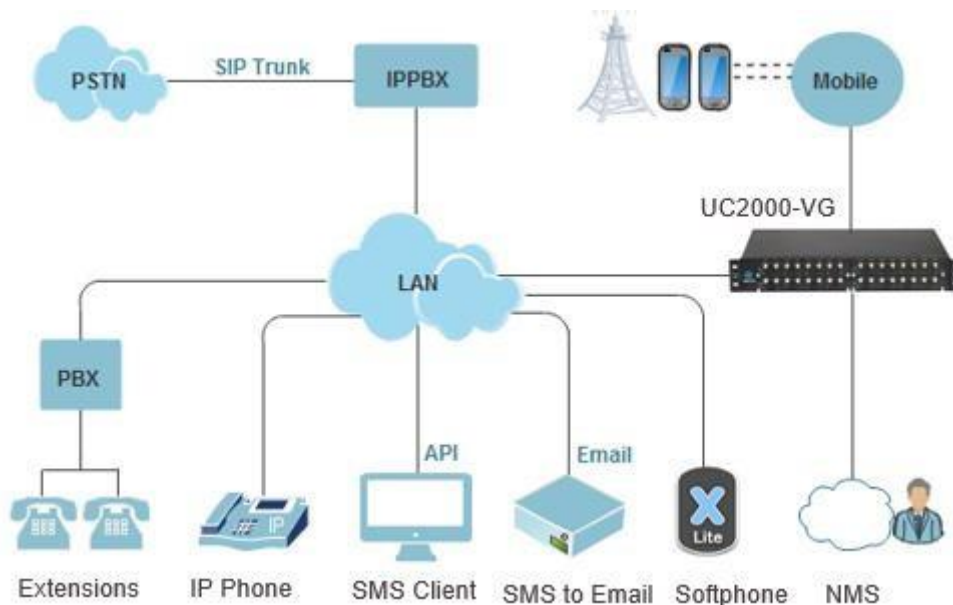 PSTN
SIP Trunk
IPPBX
Mobile
UC2000-VG
LAN
PBX
API
Email
IP
X
Lite
Extensions
IP Phone
SMS Client
SMS to Email
Softphone
NMS